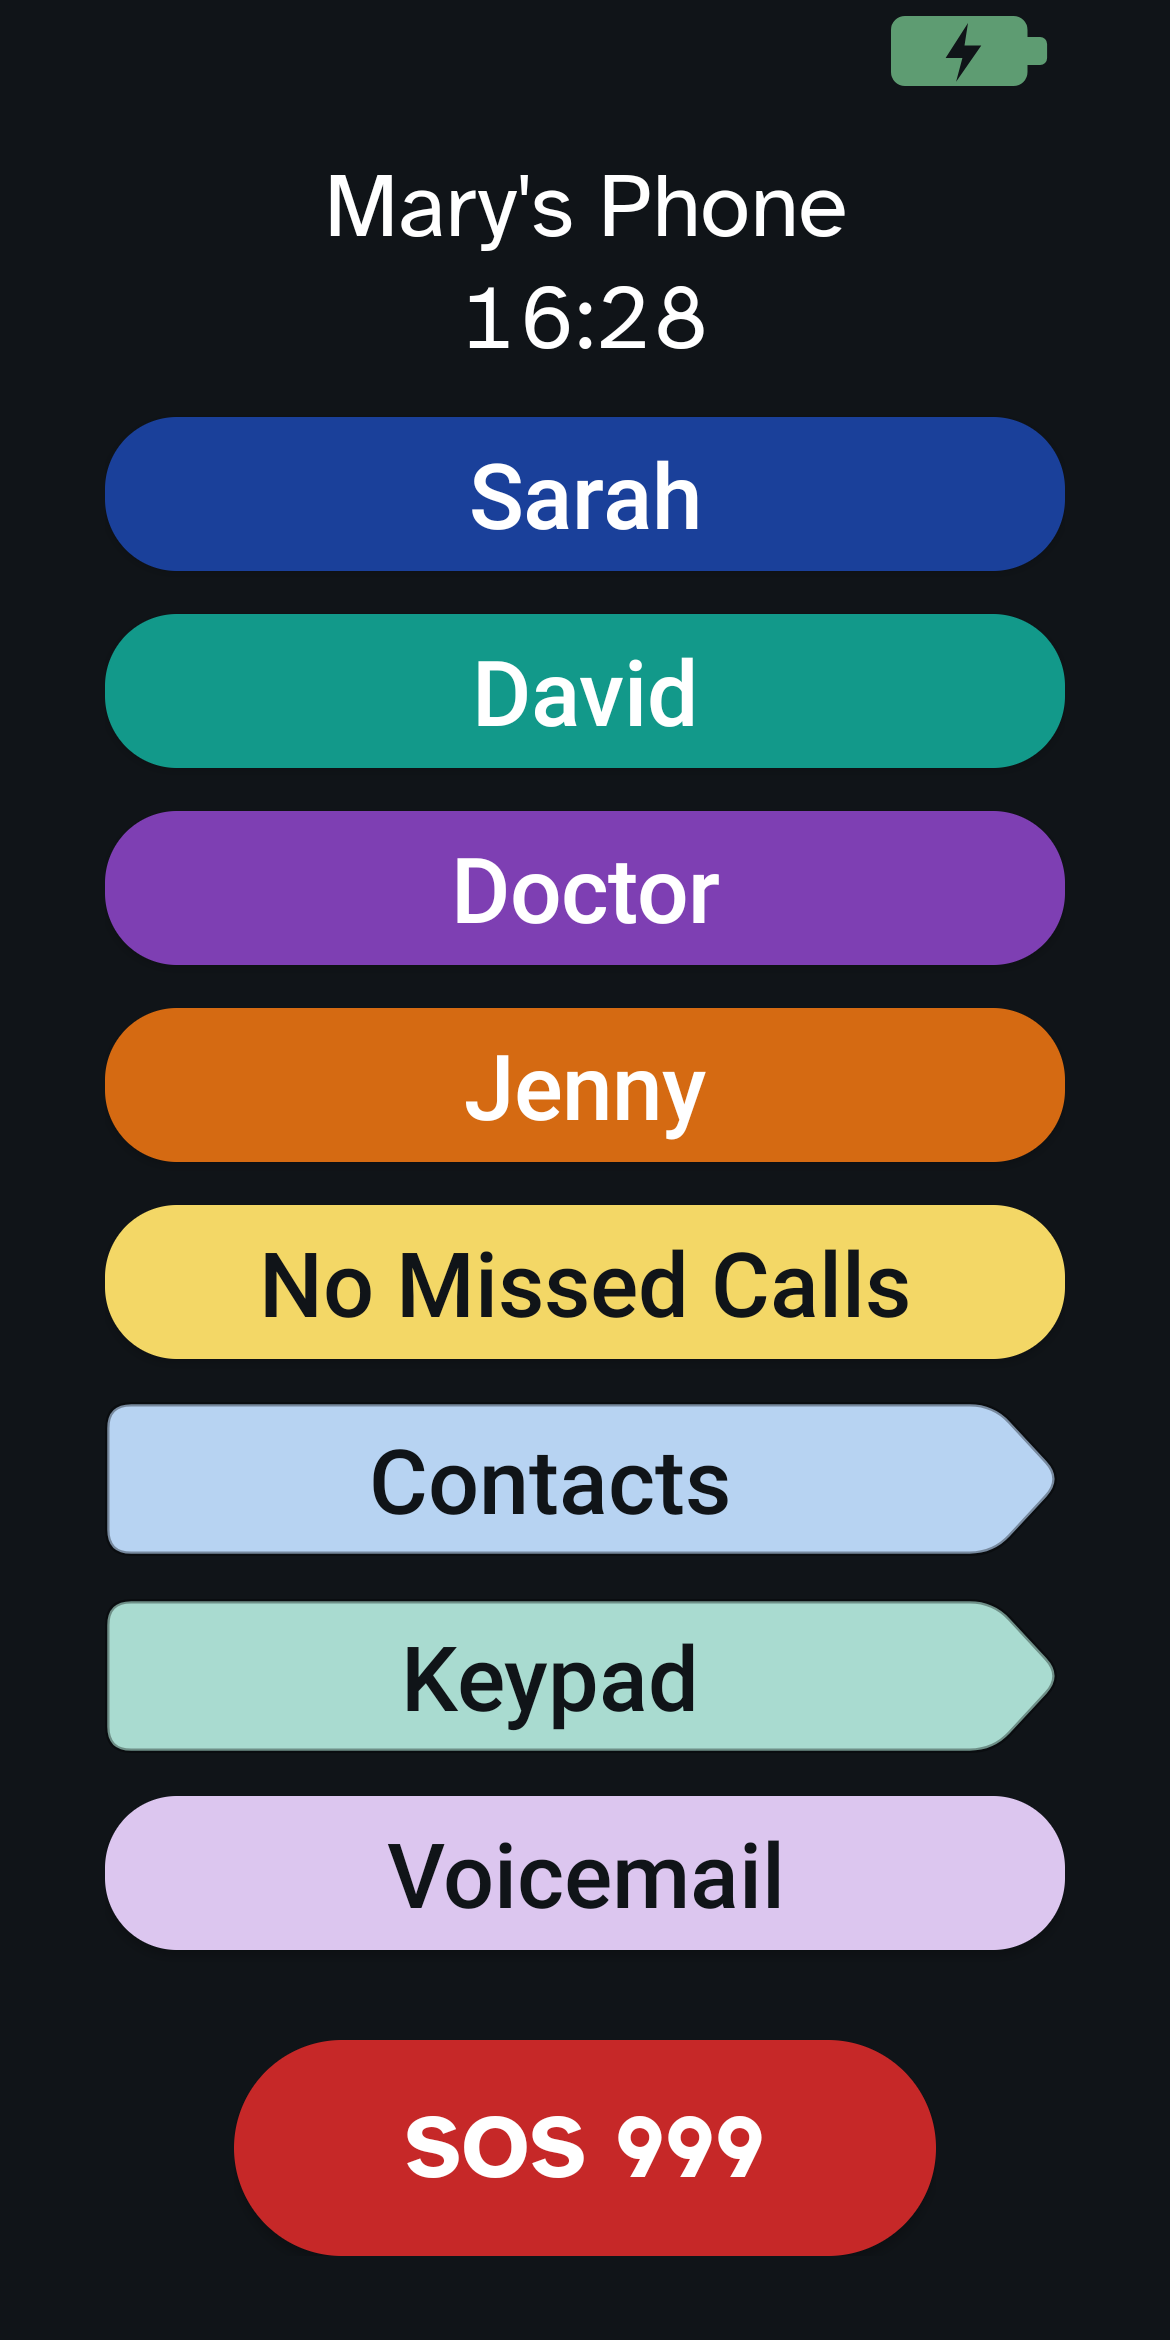 Mary's Phone
16:28
Sarah
David
Doctor
Jenny
No Missed Calls
Contacts
Keypad
Voicemail
SOS 999